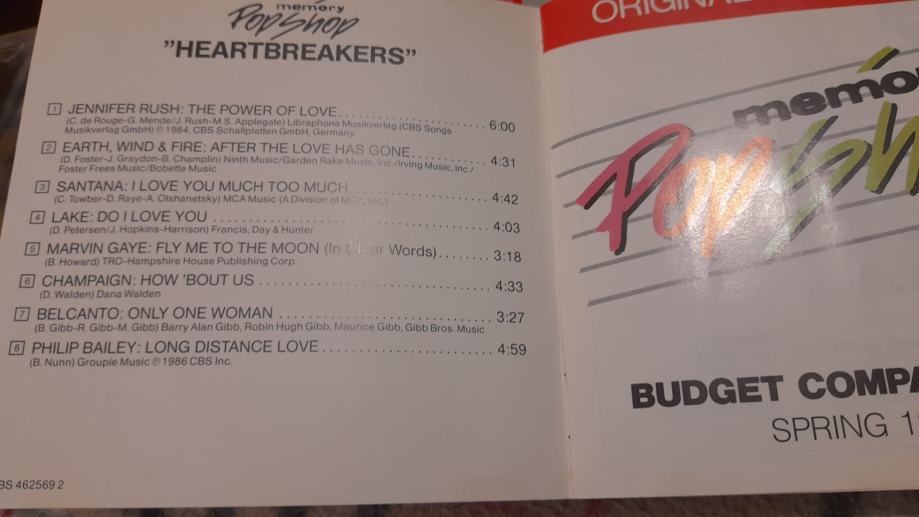 memory
PopShop
"HEARTBREAKERS"
1 JENNIFER RUSH: THE POWER OF LOVE 6:00
(C. de Rouge-G. Mende/J. Rush-M.S. Applegate) Libraphone Musikverlag (CBS Songs
Musikverlag GmbH) ℗ 1984, CBS Schallplatten GmbH, Germany
2 EARTH, WIND & FIRE: AFTER THE LOVE HAS GONE 4:31
(D. Foster-J. Graydon-B. Champlin) Ninth Music/Garden Rake Music, Inc./Irving Music, Inc./
Foster Frees Music/Bobette Music
3 SANTANA: I LOVE YOU MUCH TOO MUCH 4:42
(C. Towber-D. Raye-A. Olshanetsky) MCA Music (A Division of Inc.)
4 LAKE: DO I LOVE YOU 4:03
(D. Petersen/J. Hopkins-Harrison) Francis, Day & Hunter
5 MARVIN GAYE: FLY ME TO THE MOON (In Words) 3:18
(B. Howard) TRO-Hampshire House Publishing Corp.
6 CHAMPAIGN: HOW 'BOUT US 4:33
(D. Walden) Dana Walden
7 BELCANTO: ONLY ONE WOMAN 3:27
(B. Gibb-R. Gibb-M. Gibb) Barry Alan Gibb, Robin Hugh Gibb, Maurice Gibb, Gibb Bros. Music
8 PHILIP BAILEY: LONG DISTANCE LOVE 4:59
(B. Nunn) Groupie Music ℗ 1986 CBS Inc.
BS 462569 2
ORIGINAL
memo
Pop Sh
BUDGET COMPA
SPRING 1